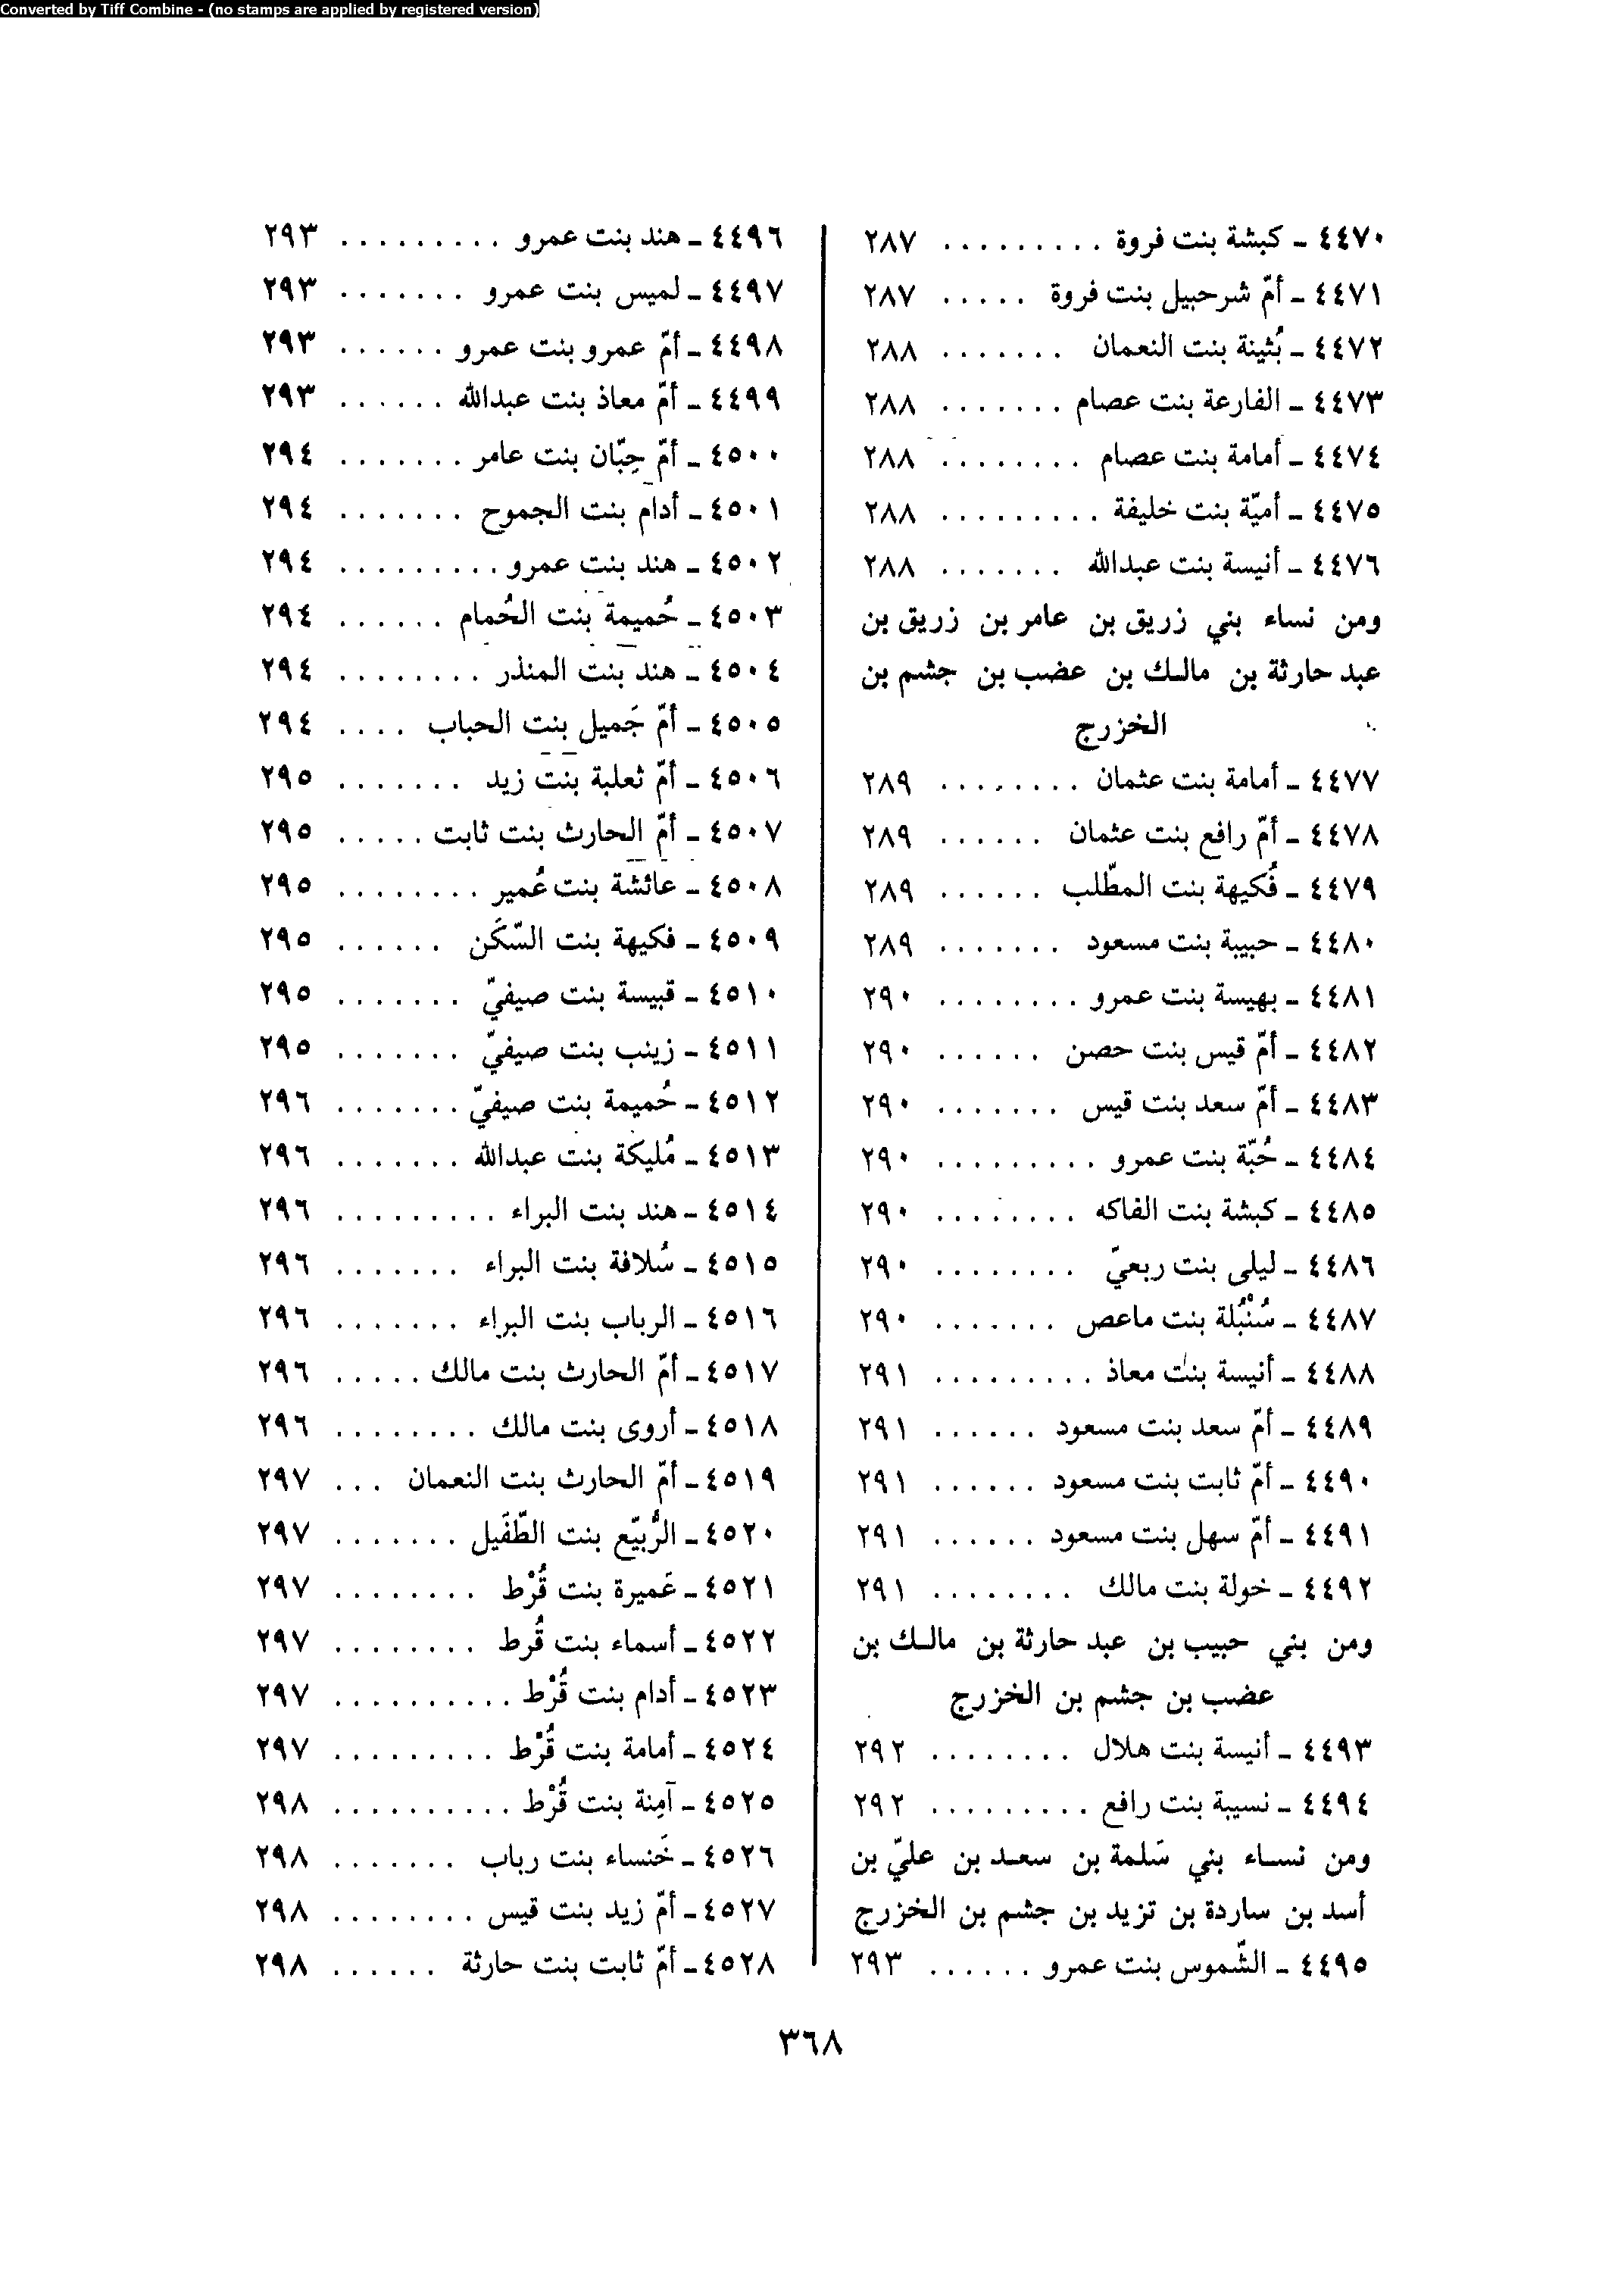 Converted by Tiff Combine - (no stamps are applied by registered version)
٤٤٧٠ - كبشة بنت فروة ......... ٢٨٧
٤٤٧١ - أمّ شرحبيل بنت فروة ..... ٢٨٧
٤٤٧٢ - بُثينة بنت النعمان ....... ٢٨٨
٤٤٧٣ - الفارعة بنت عصام ....... ٢٨٨
٤٤٧٤ - أمامة بنت عصام ........ ٢٨٨
٤٤٧٥ - أميّة بنت خليفة ......... ٢٨٨
٤٤٧٦ - أنيسة بنت عبدالله ....... ٢٨٨
ومن نساء بني زريق بن عامر بن زريق بن
عبد حارثة بن مالك بن عضب بن جشم بن
الخزرج
٤٤٧٧ - أمامة بنت عثمان ........ ٢٨٩
٤٤٧٨ - أمّ رافع بنت عثمان ...... ٢٨٩
٤٤٧٩ - فُكيهة بنت المطّلب ...... ٢٨٩
٤٤٨٠ - حبيبة بنت مسعود ....... ٢٨٩
٤٤٨١ - بهيسة بنت عمرو ........ ٢٩٠
٤٤٨٢ - أمّ قيس بنت حصن ...... ٢٩٠
٤٤٨٣ - أمّ سعد بنت قيس ....... ٢٩٠
٤٤٨٤ - حُبّة بنت عمرو ......... ٢٩٠
٤٤٨٥ - كبشة بنت الفاكه ........ ٢٩٠
٤٤٨٦ - ليلى بنت ربعيّ ........ ٢٩٠
٤٤٨٧ - سُنْبُلة بنت ماعص ....... ٢٩٠
٤٤٨٨ - أنيسة بنت معاذ ......... ٢٩١
٤٤٨٩ - أمّ سعد بنت مسعود ...... ٢٩١
٤٤٩٠ - أمّ ثابت بنت مسعود ...... ٢٩١
٤٤٩١ - أمّ سهل بنت مسعود ...... ٢٩١
٤٤٩٢ - خولة بنت مالك ........ ٢٩١
ومن بني حبيب بن عبد حارثة بن مالك بن
عضب بن جشم بن الخزرج
٤٤٩٣ - أنيسة بنت هلال ........ ٢٩٢
٤٤٩٤ - نسيبة بنت رافع ......... ٢٩٢
ومن نساء بني سَلمة بن سعد بن عليّ بن
أسد بن ساردة بن تزيد بن جشم بن الخزرج
٤٤٩٥ - الشّموس بنت عمرو ...... ٢٩٣
٤٤٩٦ - هند بنت عمرو ......... ٢٩٣
٤٤٩٧ - لميس بنت عمرو ....... ٢٩٣
٤٤٩٨ - أمّ عمرو بنت عمرو ...... ٢٩٣
٤٤٩٩ - أمّ معاذ بنت عبدالله ...... ٢٩٣
٤٥٠٠ - أمّ حِبّان بنت عامر ....... ٢٩٤
٤٥٠١ - أدام بنت الجموح ....... ٢٩٤
٤٥٠٢ - هند بنت عمرو ......... ٢٩٤
٤٥٠٣ - حُميمة بنت الحُمام ...... ٢٩٤
٤٥٠٤ - هند بنت المنذر ........ ٢٩٤
٤٥٠٥ - أمّ جَميل بنت الحباب .... ٢٩٤
٤٥٠٦ - أمّ ثعلبة بنت زيد ....... ٢٩٥
٤٥٠٧ - أمّ الحارث بنت ثابت ..... ٢٩٥
٤٥٠٨ - عائشة بنت عُمير ........ ٢٩٥
٤٥٠٩ - فكيهة بنت السّكَن ...... ٢٩٥
٤٥١٠ - قبيسة بنت صيفيّ ....... ٢٩٥
٤٥١١ - زينب بنت صيفيّ ....... ٢٩٥
٤٥١٢ - حُميمة بنت صيفيّ ....... ٢٩٦
٤٥١٣ - مُليكة بنت عبدالله ....... ٢٩٦
٤٥١٤ - هند بنت البراء ......... ٢٩٦
٤٥١٥ - سُلافة بنت البراء ....... ٢٩٦
٤٥١٦ - الرباب بنت البراء ....... ٢٩٦
٤٥١٧ - أمّ الحارث بنت مالك ..... ٢٩٦
٤٥١٨ - أروى بنت مالك ........ ٢٩٦
٤٥١٩ - أمّ الحارث بنت النعمان ... ٢٩٧
٤٥٢٠ - الرُّبيّع بنت الطّفَيل ....... ٢٩٧
٤٥٢١ - عَميرة بنت قُرْط ........ ٢٩٧
٤٥٢٢ - أسماء بنت قُرط ........ ٢٩٧
٤٥٢٣ - أدام بنت قُرْط .......... ٢٩٧
٤٥٢٤ - أمامة بنت قُرْط ......... ٢٩٧
٤٥٢٥ - آمِنة بنت قُرْط .......... ٢٩٨
٤٥٢٦ - خَنساء بنت رباب ....... ٢٩٨
٤٥٢٧ - أمّ زيد بنت قيس ........ ٢٩٨
٤٥٢٨ - أمّ ثابت بنت حارثة ...... ٢٩٨
٣٦٨